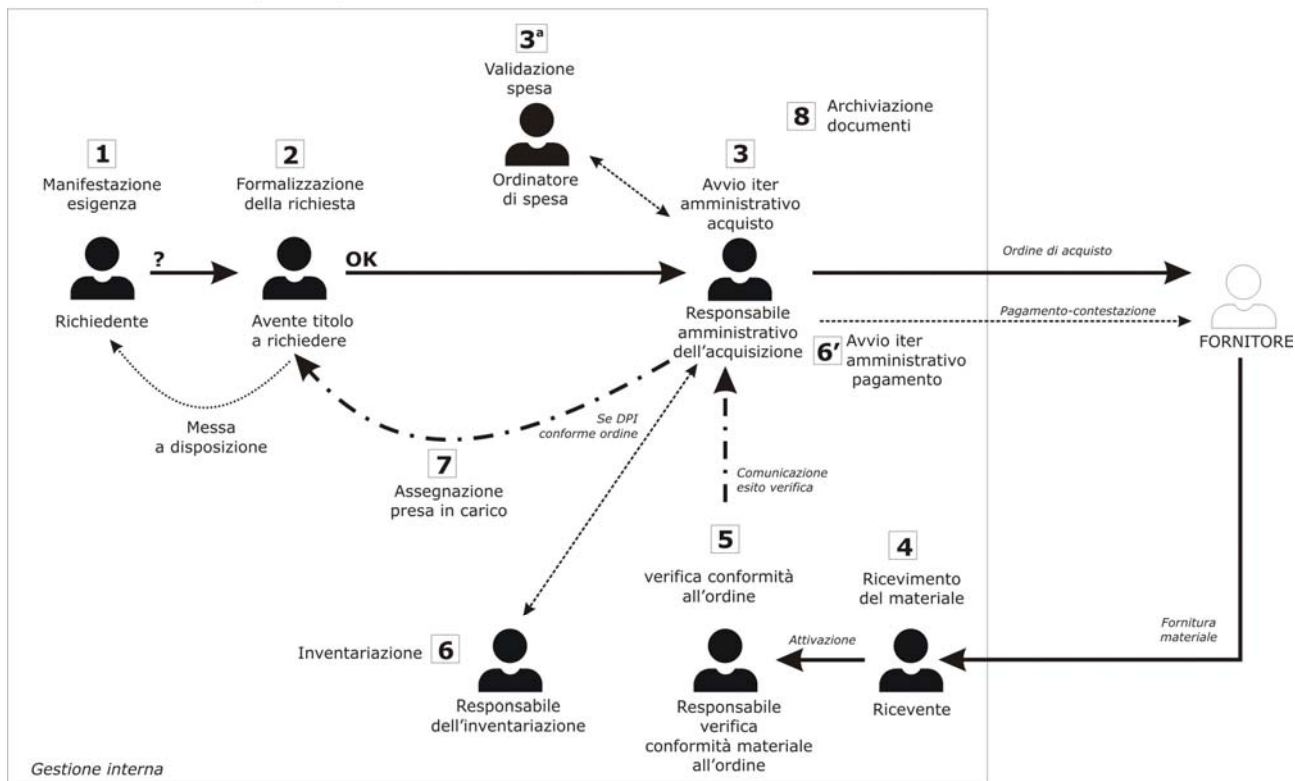 3ª
Validazione
spesa
Ordinatore
di spesa
8
Archiviazione
documenti
1
Manifestazione
esigenza
?
Richiedente
2
Formalizzazione
della richiesta
OK
Avente titolo
a richiedere
3
Avvio iter
amministrativo
acquisto
Responsabile
amministrativo
dell'acquisizione
Ordine di acquisto
Pagamento-contestazione
FORNITORE
6'
Avvio iter
amministrativo
pagamento
Messa
a disposizione
Se DPI
conforme ordine
7
Assegnazione
presa in carico
Comunicazione
esito verifica
5
verifica conformità
all'ordine
4
Ricevimento
del materiale
Fornitura
materiale
Attivazione
Inventariazione
6
Responsabile
dell'inventariazione
Responsabile
verifica
conformità materiale
all'ordine
Ricevente
Gestione interna